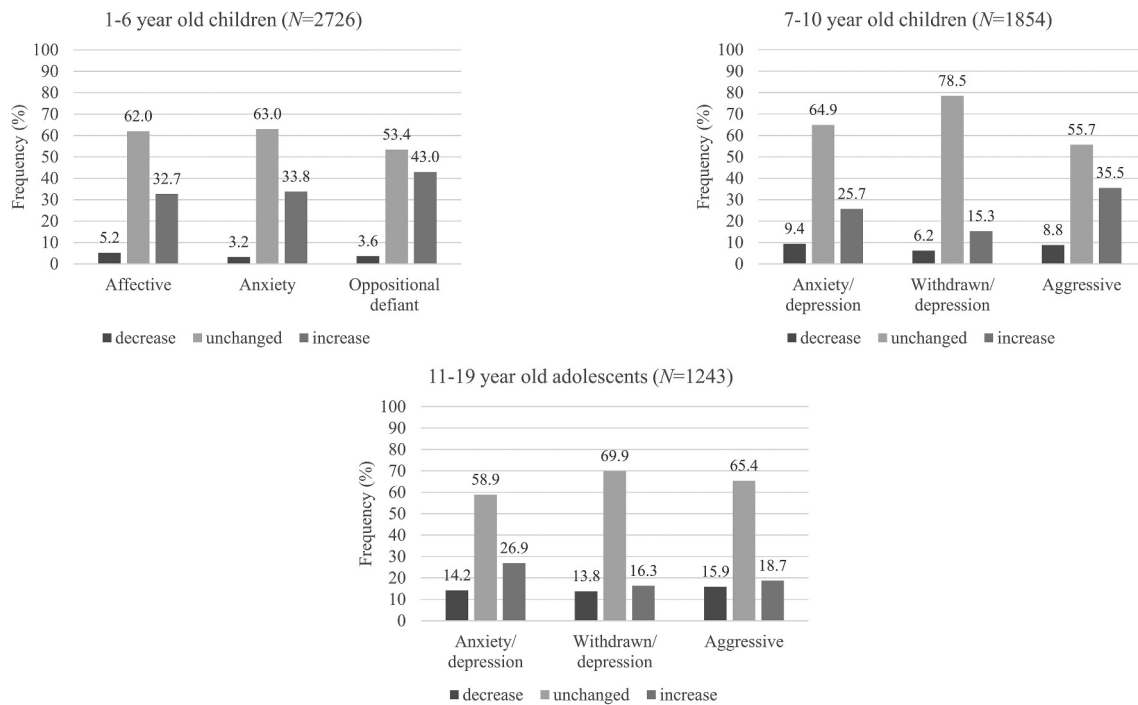 1-6 year old children (N=2726)
100
90
80
70
60
50
40
30
20
10
0
Frequency (%)
62.0
63.0
53.4
43.0
32.7
33.8
5.2
3.2
3.6
Affective
Anxiety
Oppositional
defiant
decrease unchanged increase
7-10 year old children (N=1854)
100
90
80
70
60
50
40
30
20
10
0
Frequency (%)
78.5
64.9
55.7
35.5
25.7
15.3
9.4
6.2
8.8
Anxiety/
depression
Withdrawn/
depression
Aggressive
decrease unchanged increase
11-19 year old adolescents (N=1243)
100
90
80
70
60
50
40
30
20
10
0
Frequency (%)
69.9
65.4
58.9
26.9
14.2
13.8
16.3
15.9
18.7
Anxiety/
depression
Withdrawn/
depression
Aggressive
decrease unchanged increase